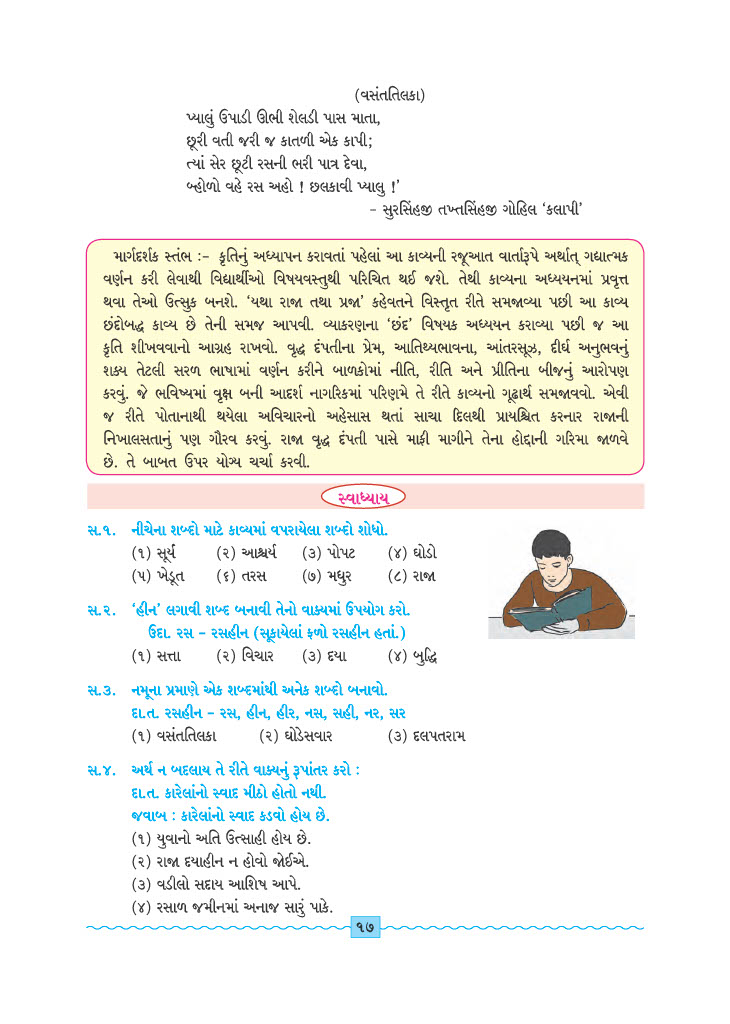 (વસંતતિલકા)
પ્યાલું ઉપાડી ઊભી શેલડી પાસ માતા,
છૂરી વતી જરી જ કાતળી એક કાપી;
ત્યાં સેર છૂટી રસની ભરી પાત્ર દેવા,
બ્હોળો વહે રસ અહો ! છલકાવી પ્યાલુ !'
- સુરસિંહજી તખ્તસિંહજી ગોહિલ ‘કલાપી’
માર્ગદર્શક સ્તંભ :- કૃતિનું અધ્યાપન કરાવતાં પહેલાં આ કાવ્યની રજૂઆત વાર્તારૂપે અર્થાત્ ગદ્યાત્મક
વર્ણન કરી લેવાથી વિદ્યાર્થીઓ વિષયવસ્તુથી પરિચિત થઈ જશે. તેથી કાવ્યના અધ્યયનમાં પ્રવૃત્ત
થવા તેઓ ઉત્સુક બનશે. ‘યથા રાજા તથા પ્રજા’ કહેવતને વિસ્તૃત રીતે સમજાવ્યા પછી આ કાવ્ય
છંદોબદ્ધ કાવ્ય છે તેની સમજ આપવી. વ્યાકરણના ‘છંદ’ વિષયક અધ્યયન કરાવ્યા પછી જ આ
કૃતિ શીખવવાનો આગ્રહ રાખવો. વૃદ્ધ દંપતીના પ્રેમ, આતિથ્યભાવના, આંતરસૂઝ, દીર્ઘ અનુભવનું
શક્ય તેટલી સરળ ભાષામાં વર્ણન કરીને બાળકોમાં નીતિ, રીતિ અને પ્રીતિના બીજનું આરોપણ
કરવું. જે ભવિષ્યમાં વૃક્ષ બની આદર્શ નાગરિકમાં પરિણમે તે રીતે કાવ્યનો ગૂઢાર્થ સમજાવવો. એવી
જ રીતે પોતાનાથી થયેલા અવિચારનો અહેસાસ થતાં સાચા દિલથી પ્રાયશ્ચિત કરનાર રાજાની
નિખાલસતાનું પણ ગૌરવ કરવું. રાજા વૃદ્ધ દંપતી પાસે માફી માગીને તેના હોદ્દાની ગરિમા જાળવે
છે. તે બાબત ઉપર યોગ્ય ચર્ચા કરવી.
સ્વાધ્યાય
સ.૧. નીચેના શબ્દો માટે કાવ્યમાં વપરાયેલા શબ્દો શોધો.
(૧) સૂર્ય (૨) આશ્ચર્ય (૩) પોપટ (૪) ઘોડો
(૫) ખેડૂત (૬) તરસ (૭) મધુર (૮) રાજા
સ.૨. ‘હીન’ લગાવી શબ્દ બનાવી તેનો વાક્યમાં ઉપયોગ કરો.
ઉદા. રસ - રસહીન (સૂકાયેલાં ફળો રસહીન હતાં.)
(૧) સત્તા (૨) વિચાર (૩) દયા (૪) બુદ્ધિ
સ.૩. નમૂના પ્રમાણે એક શબ્દમાંથી અનેક શબ્દો બનાવો.
દા.ત. રસહીન - રસ, હીન, હીર, નસ, સહી, નર, સર
(૧) વસંતતિલકા (૨) ઘોડેસવાર (૩) દલપતરામ
સ.૪. અર્થ ન બદલાય તે રીતે વાક્યનું રૂપાંતર કરો :
દા.ત. કારેલાંનો સ્વાદ મીઠો હોતો નથી.
જવાબ : કારેલાંનો સ્વાદ કડવો હોય છે.
(૧) યુવાનો અતિ ઉત્સાહી હોય છે.
(૨) રાજા દયાહીન ન હોવો જોઈએ.
(૩) વડીલો સદાય આશિષ આપે.
(૪) રસાળ જમીનમાં અનાજ સારું પાકે.
૧૭